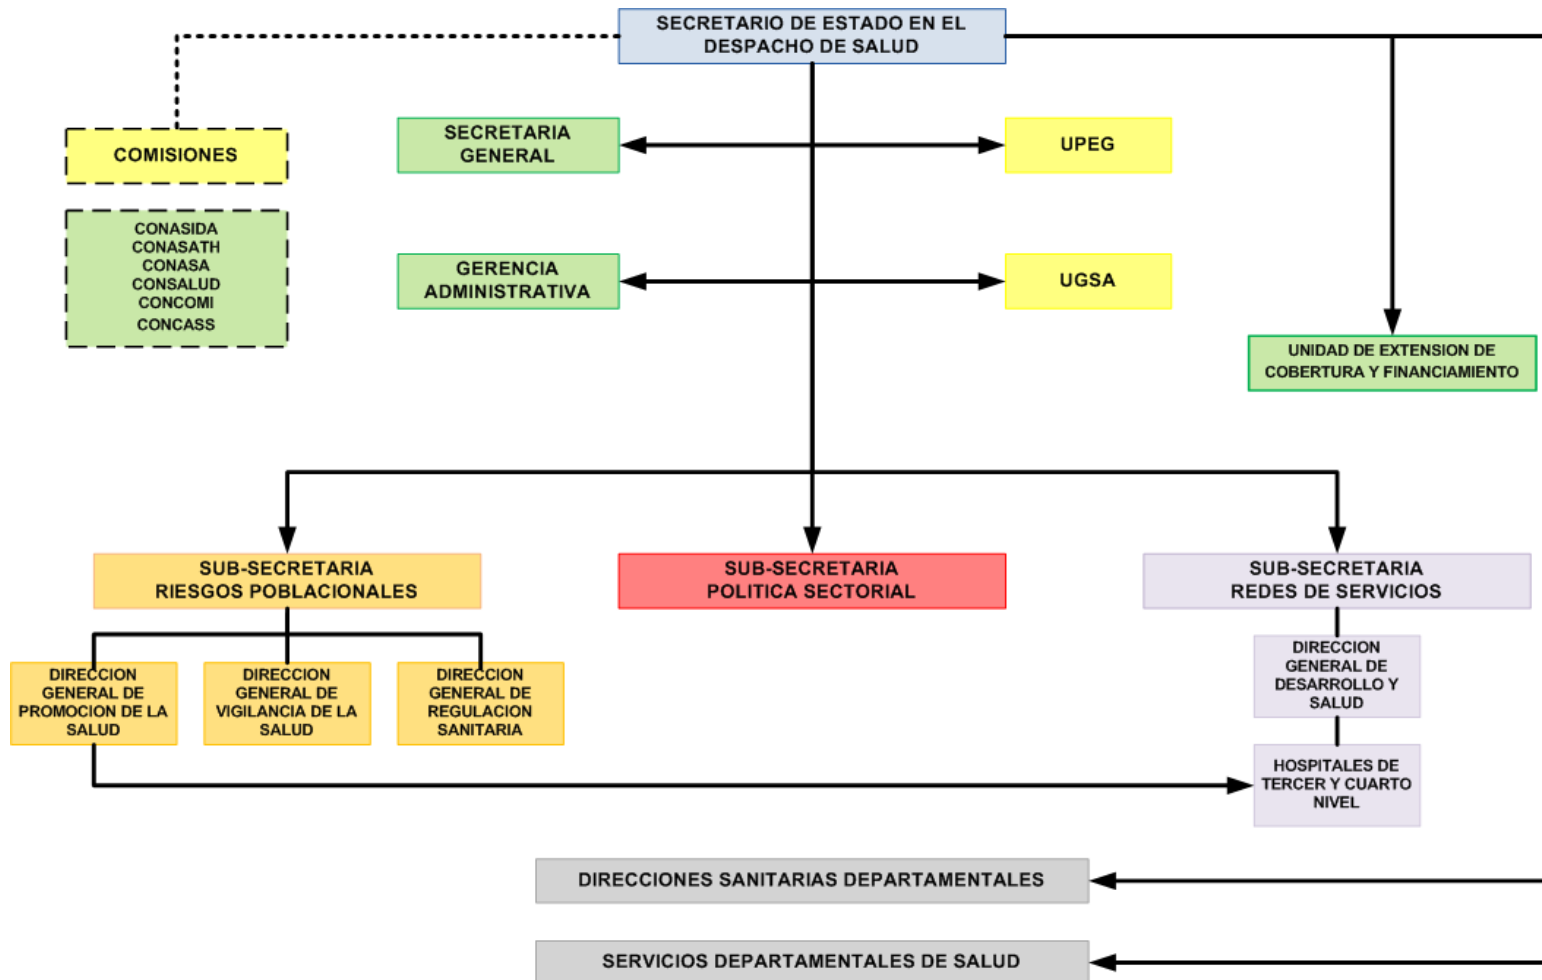 SECRETARIO DE ESTADO EN EL
DESPACHO DE SALUD
COMISIONES
SECRETARIA
GENERAL
UPEG
CONASIDA
CONASATH
CONASA
CONSALUD
CONCOMI
CONCASS
GERENCIA
ADMINISTRATIVA
UGSA
UNIDAD DE EXTENSION DE
COBERTURA Y FINANCIAMIENTO
SUB-SECRETARIA
RIESGOS POBLACIONALES
SUB-SECRETARIA
POLITICA SECTORIAL
SUB-SECRETARIA
REDES DE SERVICIOS
DIRECCION
GENERAL DE
PROMOCION DE LA
SALUD
DIRECCION
GENERAL DE
VIGILANCIA DE LA
SALUD
DIRECCION
GENERAL DE
REGULACION
SANITARIA
DIRECCION
GENERAL DE
DESARROLLO Y
SALUD
HOSPITALES DE
TERCER Y CUARTO
NIVEL
DIRECCIONES SANITARIAS DEPARTAMENTALES
SERVICIOS DEPARTAMENTALES DE SALUD